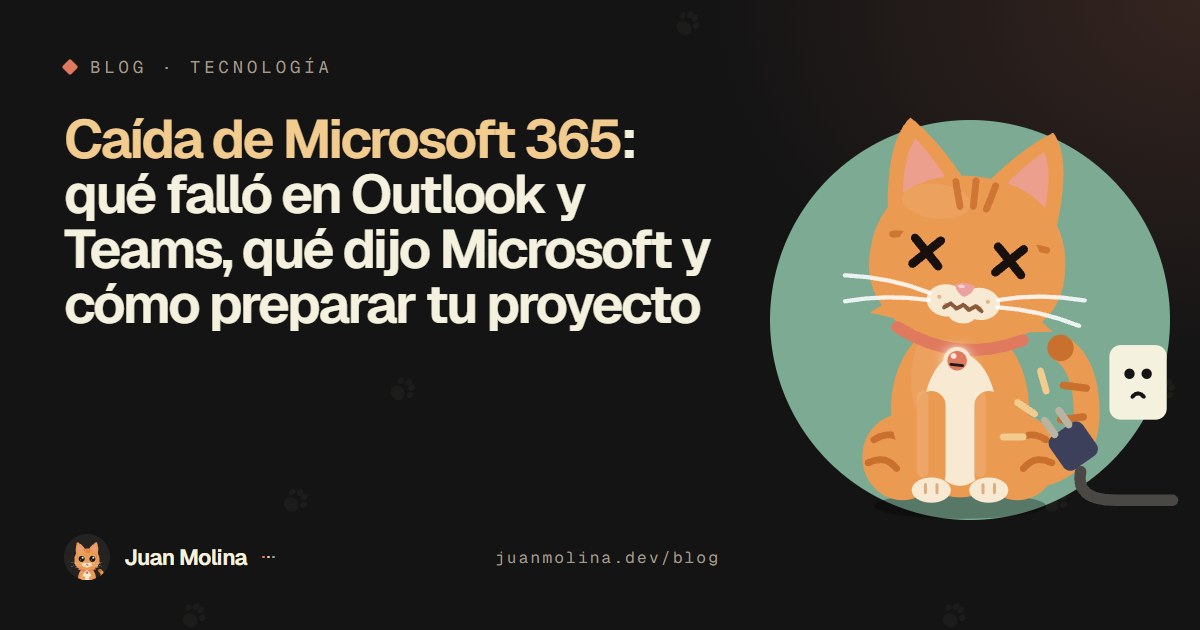 BLOG · TECNOLOGÍA
Caída de Microsoft 365:
qué falló en Outlook y
Teams, qué dijo Microsoft y
cómo preparar tu proyecto
Juan Molina ···
juanmolina.dev/blog